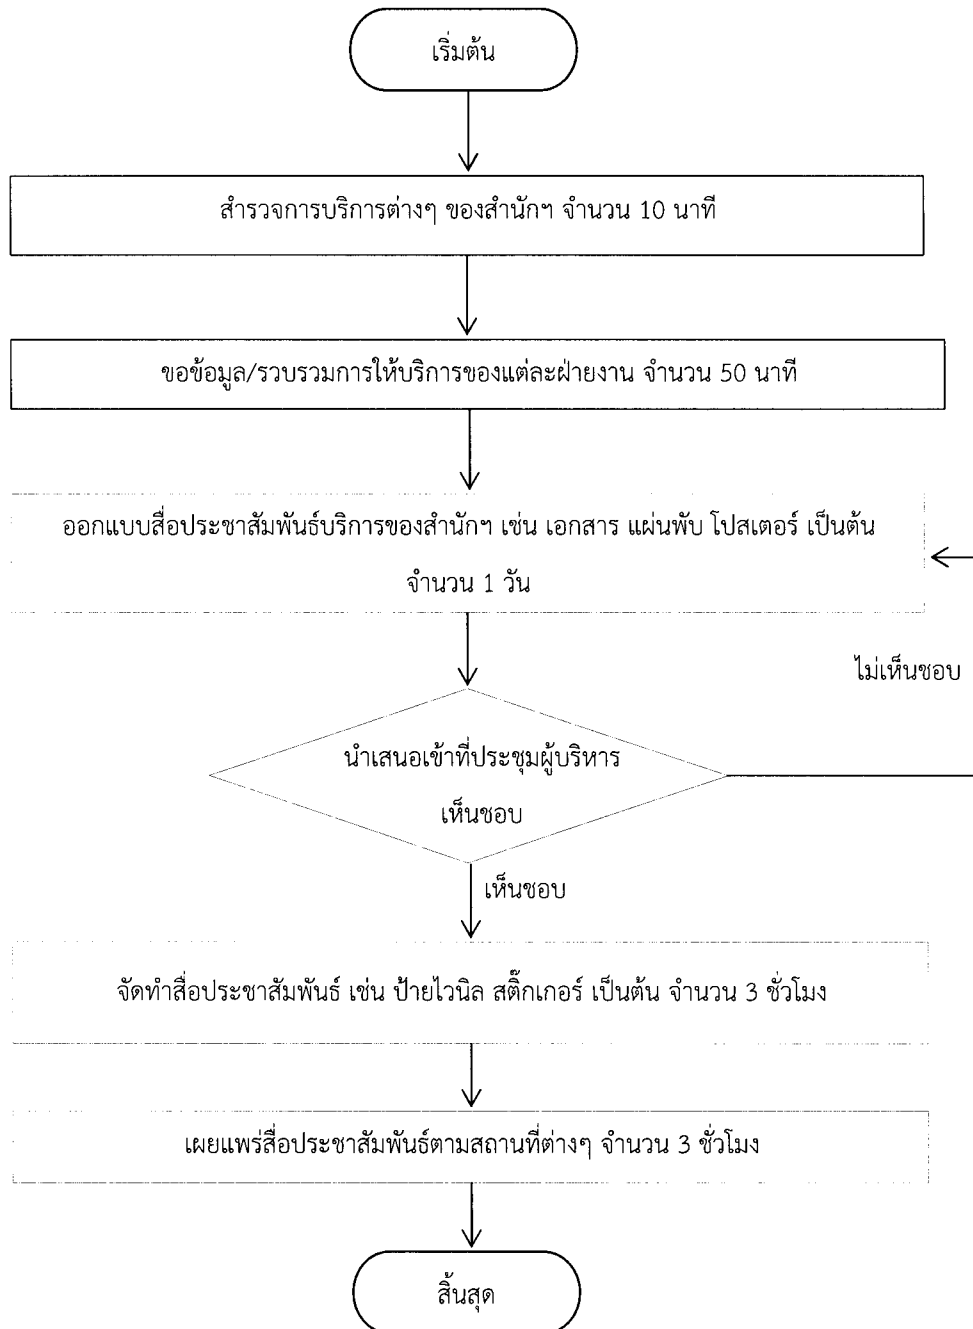 เริ่มต้น
สำรวจการบริการต่างๆ ของสำนักฯ จำนวน 10 นาที
ขอข้อมูล/รวบรวมการให้บริการของแต่ละฝ่ายงาน จำนวน 50 นาที
ออกแบบสื่อประชาสัมพันธ์บริการของสำนักฯ เช่น เอกสาร แผ่นพับ โปสเตอร์ เป็นต้น
จำนวน 1 วัน
ไม่เห็นชอบ
นำเสนอเข้าที่ประชุมผู้บริหาร
เห็นชอบ
เห็นชอบ
จัดทำสื่อประชาสัมพันธ์ เช่น ป้ายไวนิล สติ๊กเกอร์ เป็นต้น จำนวน 3 ชั่วโมง
เผยแพร่สื่อประชาสัมพันธ์ตามสถานที่ต่างๆ จำนวน 3 ชั่วโมง
สิ้นสุด